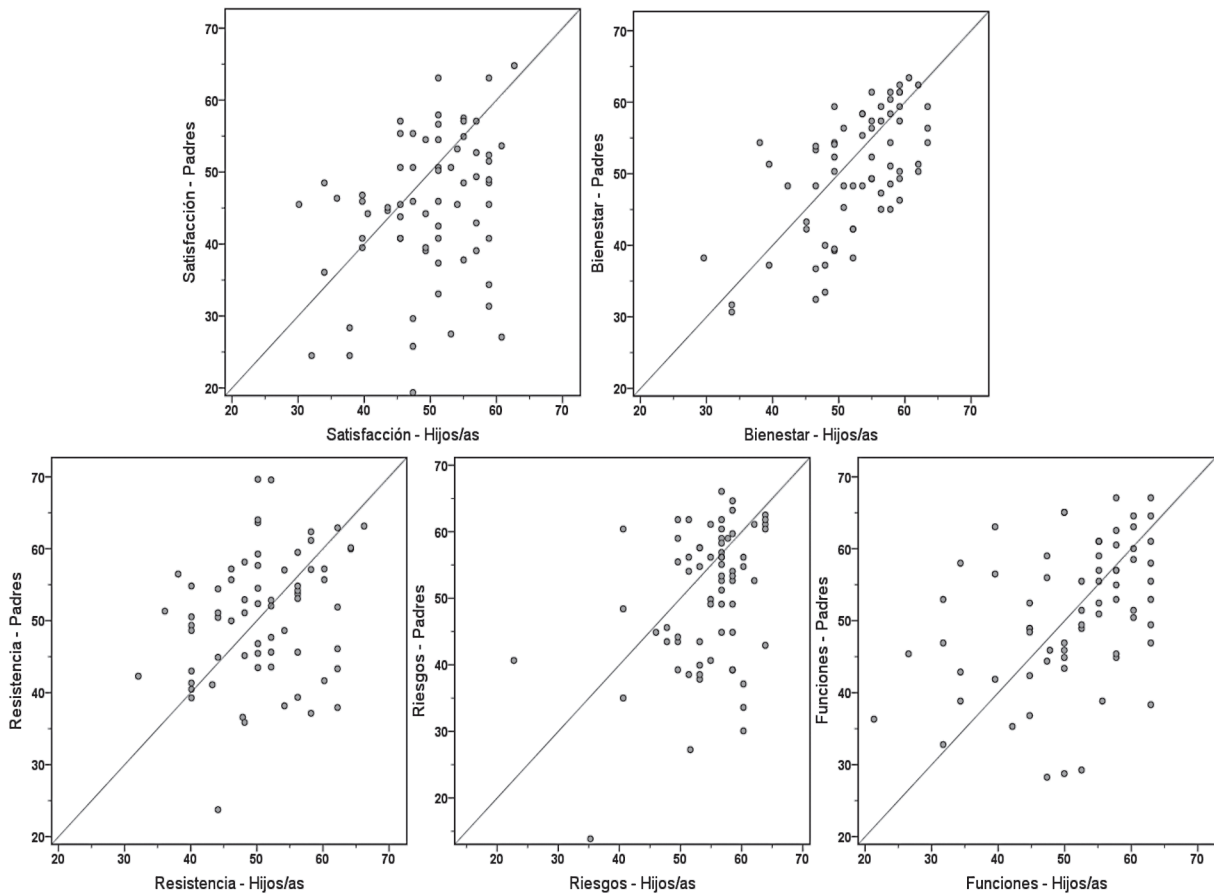 70
60
50
40
30
20
Satisfacción - Padres
20 30 40 50 60 70
Satisfacción - Hijos/as
70
60
50
40
30
20
Bienestar - Padres
20 30 40 50 60 70
Bienestar - Hijos/as
70
60
50
40
30
20
Resistencia - Padres
20 30 40 50 60 70
Resistencia - Hijos/as
70
60
50
40
30
20
Riesgos - Padres
20 30 40 50 60 70
Riesgos - Hijos/as
70
60
50
40
30
20
Funciones - Padres
20 30 40 50 60 70
Funciones - Hijos/as